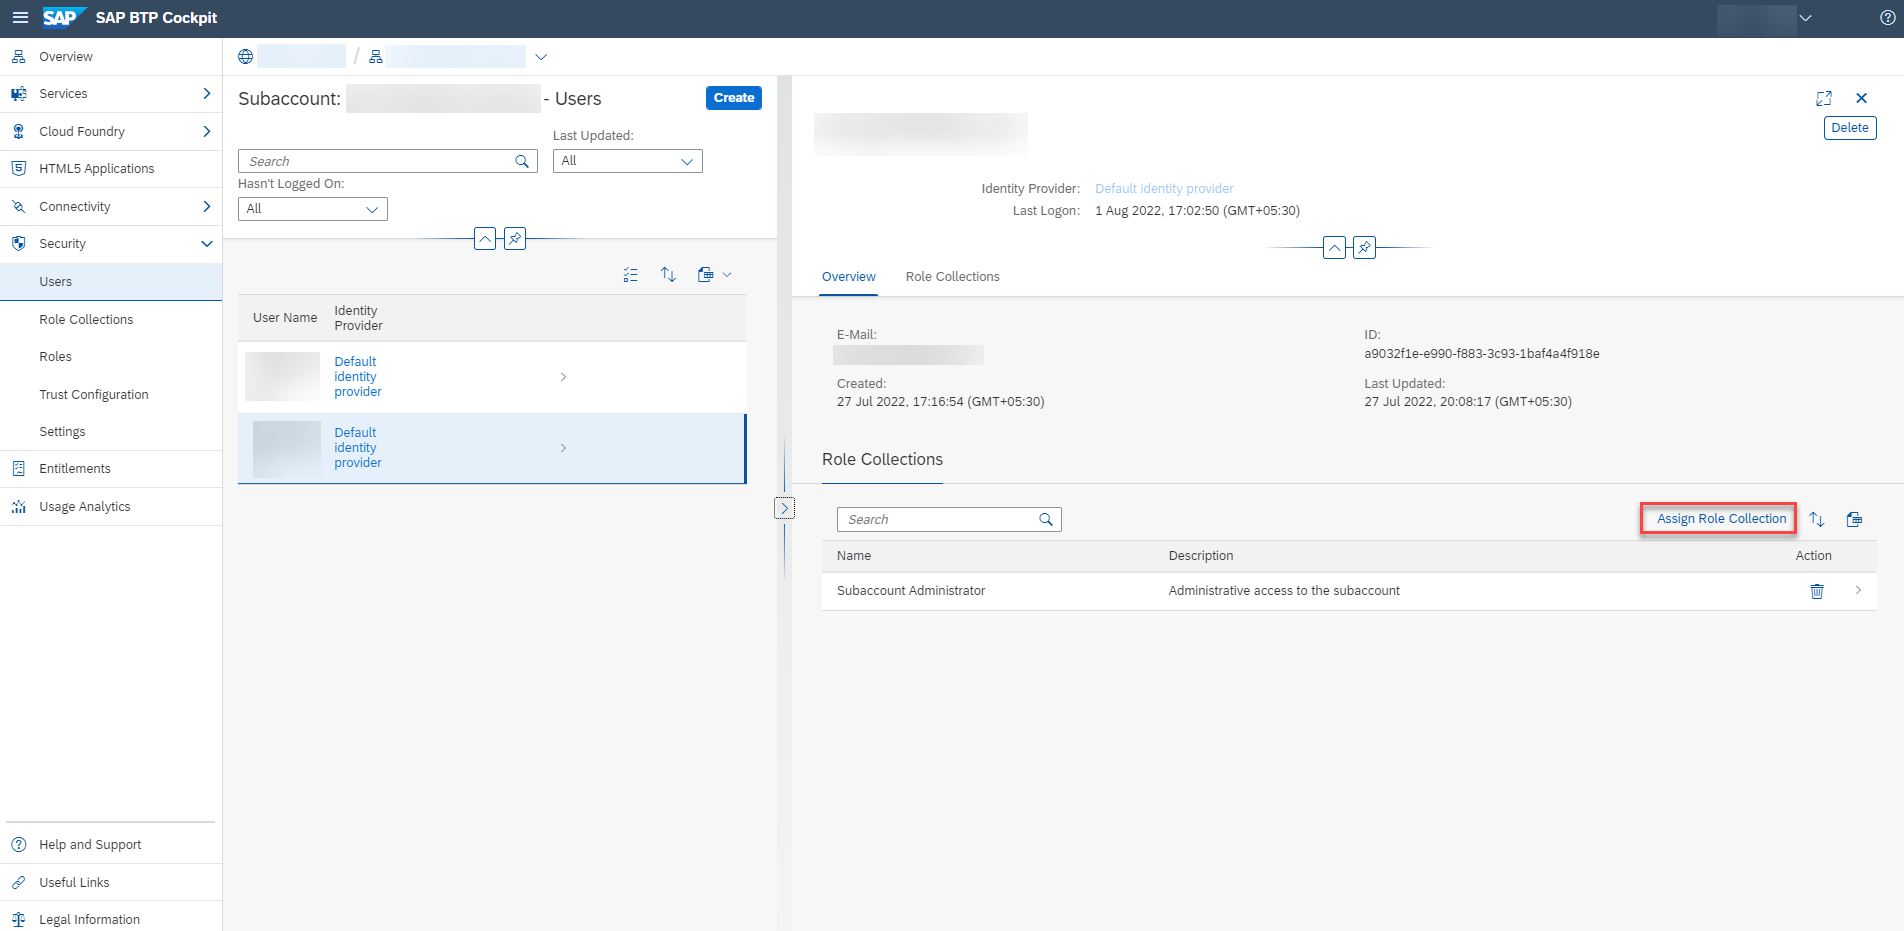 SAP SAP BTP Cockpit
Overview
Services
Cloud Foundry
HTML5 Applications
Connectivity
Security
Users
Role Collections
Roles
Trust Configuration
Settings
Entitlements
Usage Analytics
Help and Support
Useful Links
Legal Information
/
Subaccount: - Users
Create
Last Updated:
Search
All
Hasn't Logged On:
All
User Name
Identity
Provider
Default
identity
provider
Default
identity
provider
Delete
Identity Provider: Default identity provider
Last Logon: 1 Aug 2022, 17:02:50 (GMT+05:30)
Overview Role Collections
E-Mail:
ID:
a9032f1e-e990-f883-3c93-1baf4a4f918e
Created:
27 Jul 2022, 17:16:54 (GMT+05:30)
Last Updated:
27 Jul 2022, 20:08:17 (GMT+05:30)
Role Collections
Search
Assign Role Collection
Name Description Action
Subaccount Administrator Administrative access to the subaccount